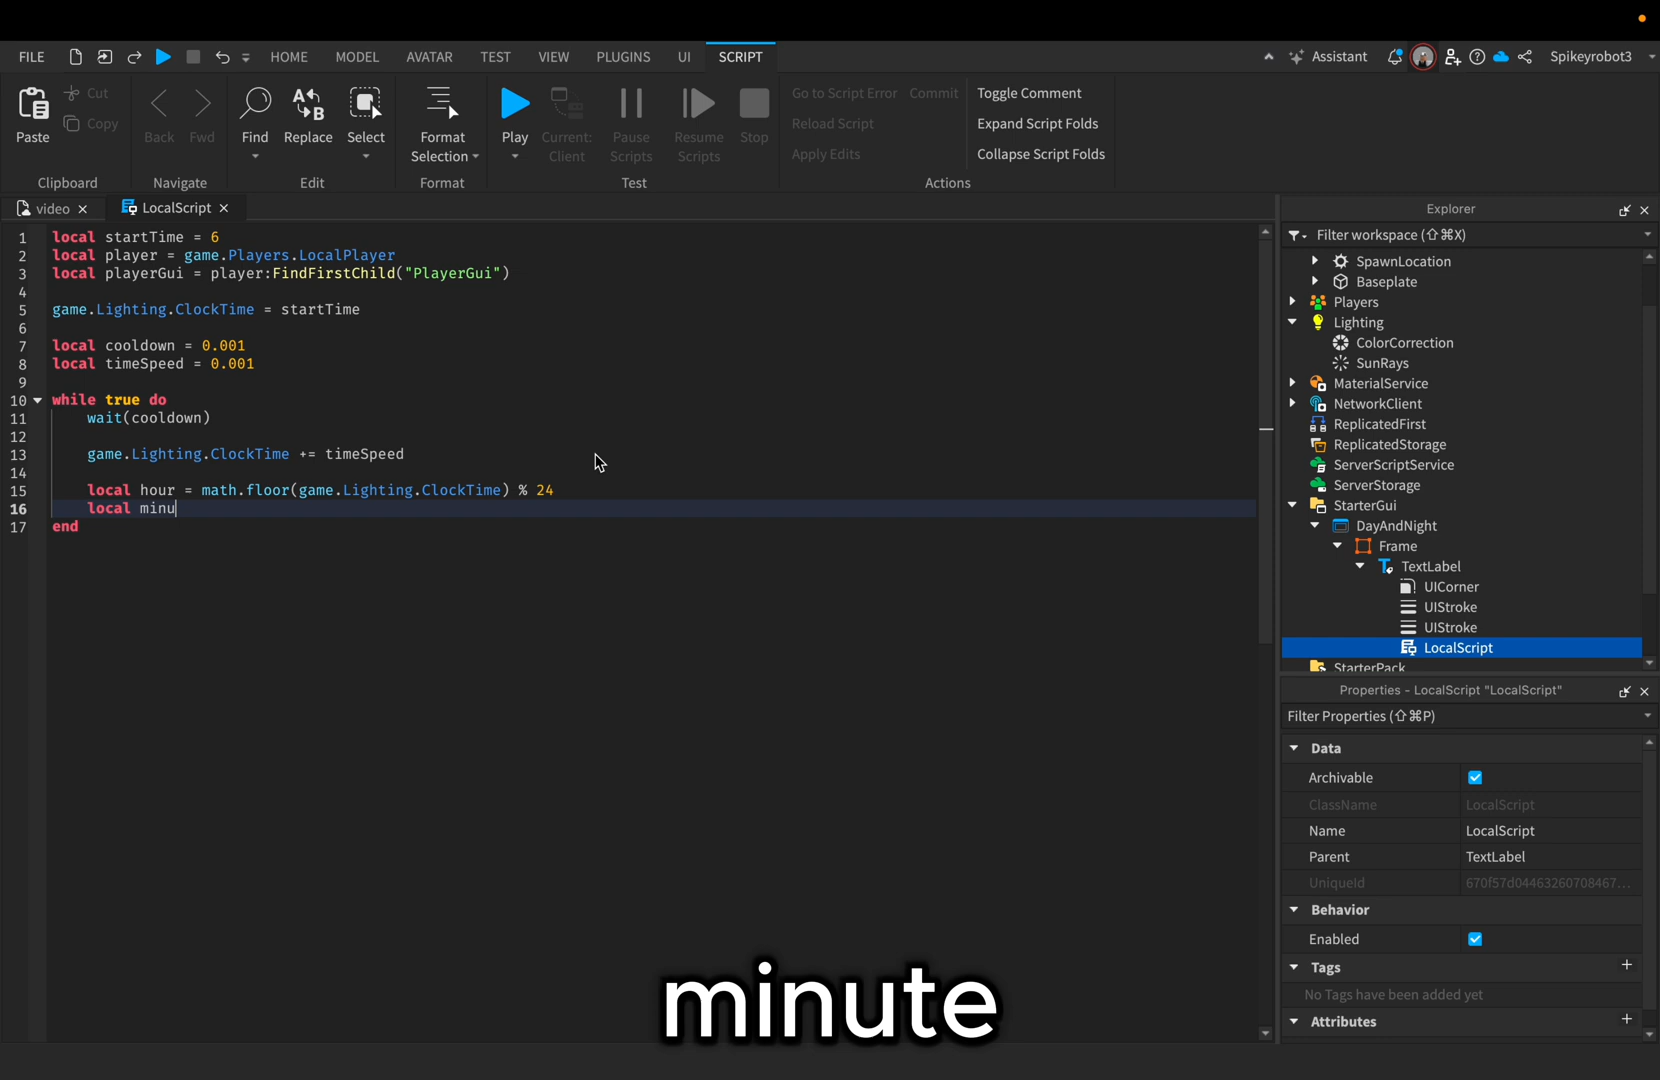 FILE HOME MODEL AVATAR TEST VIEW PLUGINS UI SCRIPT Assistant Spikeyrobot3
Paste Cut Copy
Clipboard
Back Fwd
Navigate
Find Replace Select
Edit
Format Selection
Format
Play Current: Client Pause Scripts Resume Scripts Stop
Test
Go to Script Error Commit
Reload Script
Apply Edits
Toggle Comment
Expand Script Folds
Collapse Script Folds
Actions
video LocalScript
1 local startTime = 6
2 local player = game.Players.LocalPlayer
3 local playerGui = player:FindFirstChild("PlayerGui")
4
5 game.Lighting.ClockTime = startTime
6
7 local cooldown = 0.001
8 local timeSpeed = 0.001
9
10 while true do
11 wait(cooldown)
12
13 game.Lighting.ClockTime += timeSpeed
14
15 local hour = math.floor(game.Lighting.ClockTime) % 24
16 local minu
17 end
minute
Explorer
Filter workspace (⇧⌘X)
SpawnLocation
Baseplate
Players
Lighting
ColorCorrection
SunRays
MaterialService
NetworkClient
ReplicatedFirst
ReplicatedStorage
ServerScriptService
ServerStorage
StarterGui
DayAndNight
Frame
TextLabel
UICorner
UIStroke
UIStroke
LocalScript
StarterPack
Properties - LocalScript "LocalScript"
Filter Properties (⇧⌘P)
Data
Archivable
ClassName LocalScript
Name LocalScript
Parent TextLabel
UniqueId 670f57d04463260708467...
Behavior
Enabled
Tags
No Tags have been added yet
Attributes